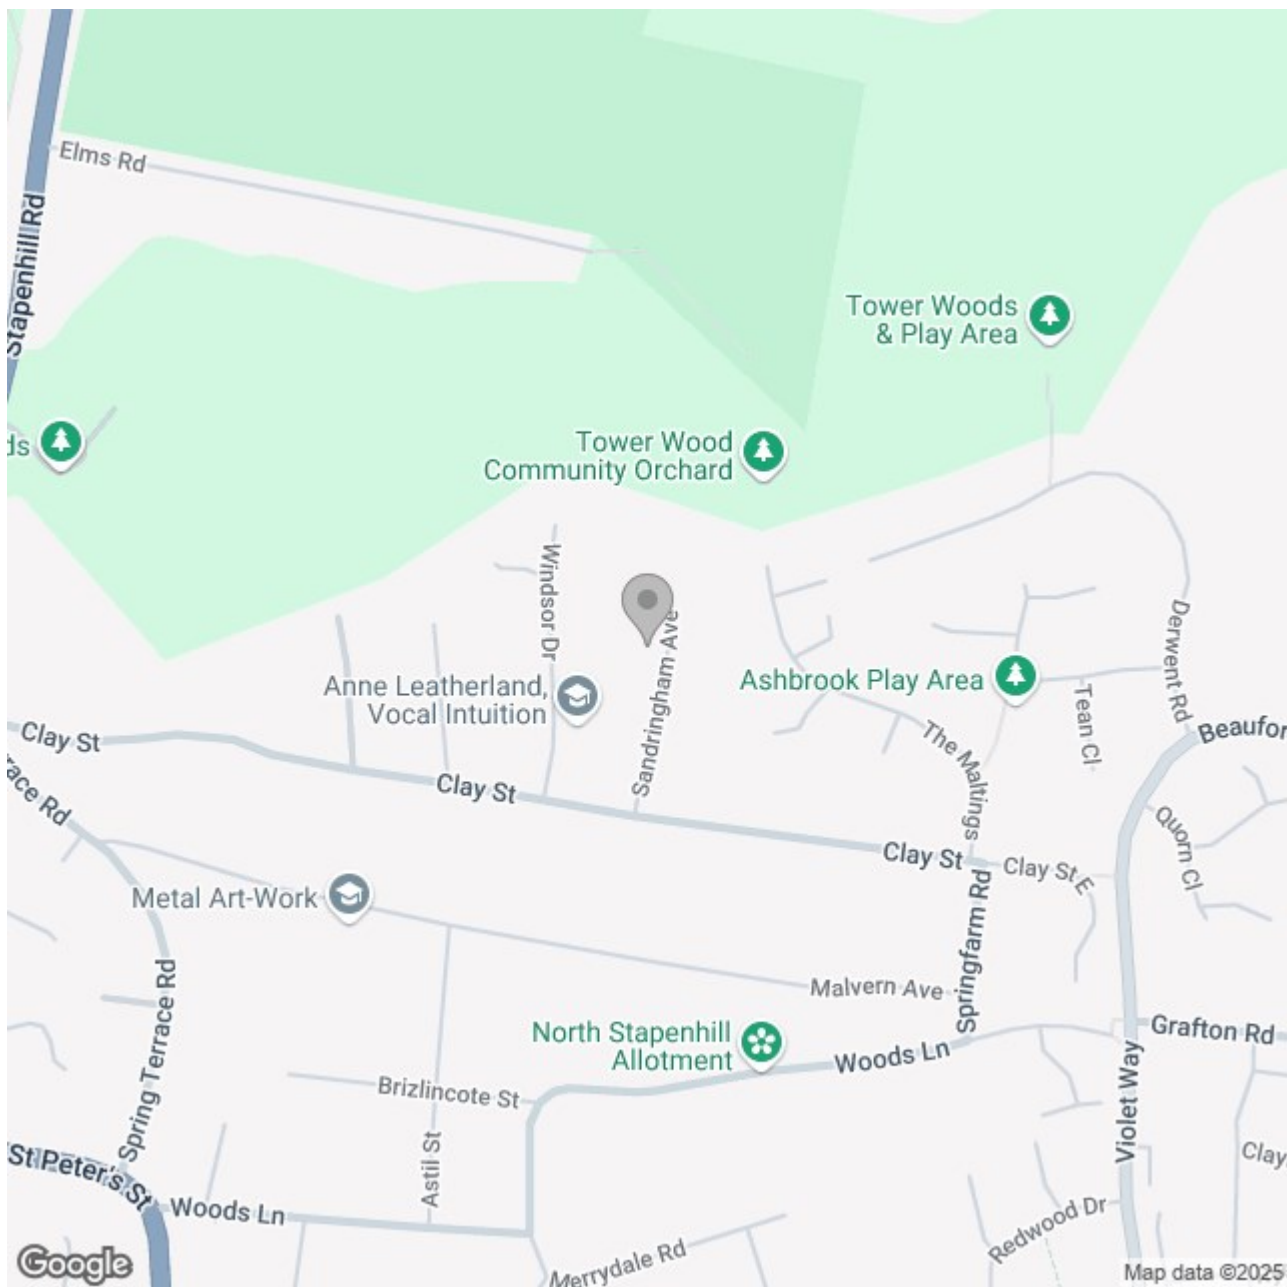 Elms Rd
Stapenhill Rd
Tower Woods
& Play Area
ds
Tower Wood
Community Orchard
Windsor Dr
Sandringham Ave
Derwent Rd
Anne Leatherland,
Vocal Intuition
Ashbrook Play Area
Tean Cl
Clay St
Beaufor
The Maltings
race Rd
Clay St
Quorn Cl
Clay St
Clay St E
Metal Art-Work
Springfarm Rd
Malvern Ave
Spring Terrace Rd
North Stapenhill
Allotment
Grafton Rd
Woods Ln
Brizlincote St
Violet Way
Astil St
St Peter's St
Clay
Woods Ln
Redwood Dr
Merrydale Rd
Google
Map data ©2025